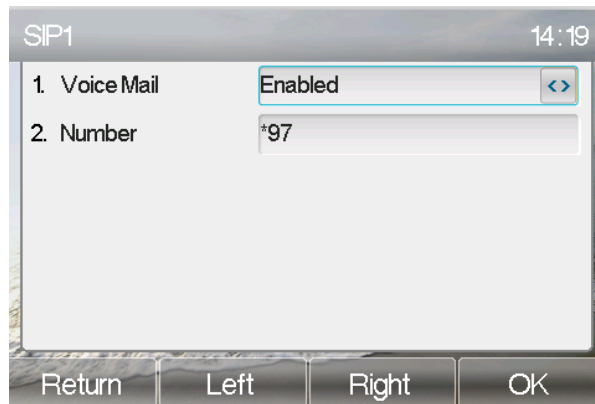 SIP1 14:19
1. Voice Mail Enabled <>
2. Number *97
Return Left Right OK